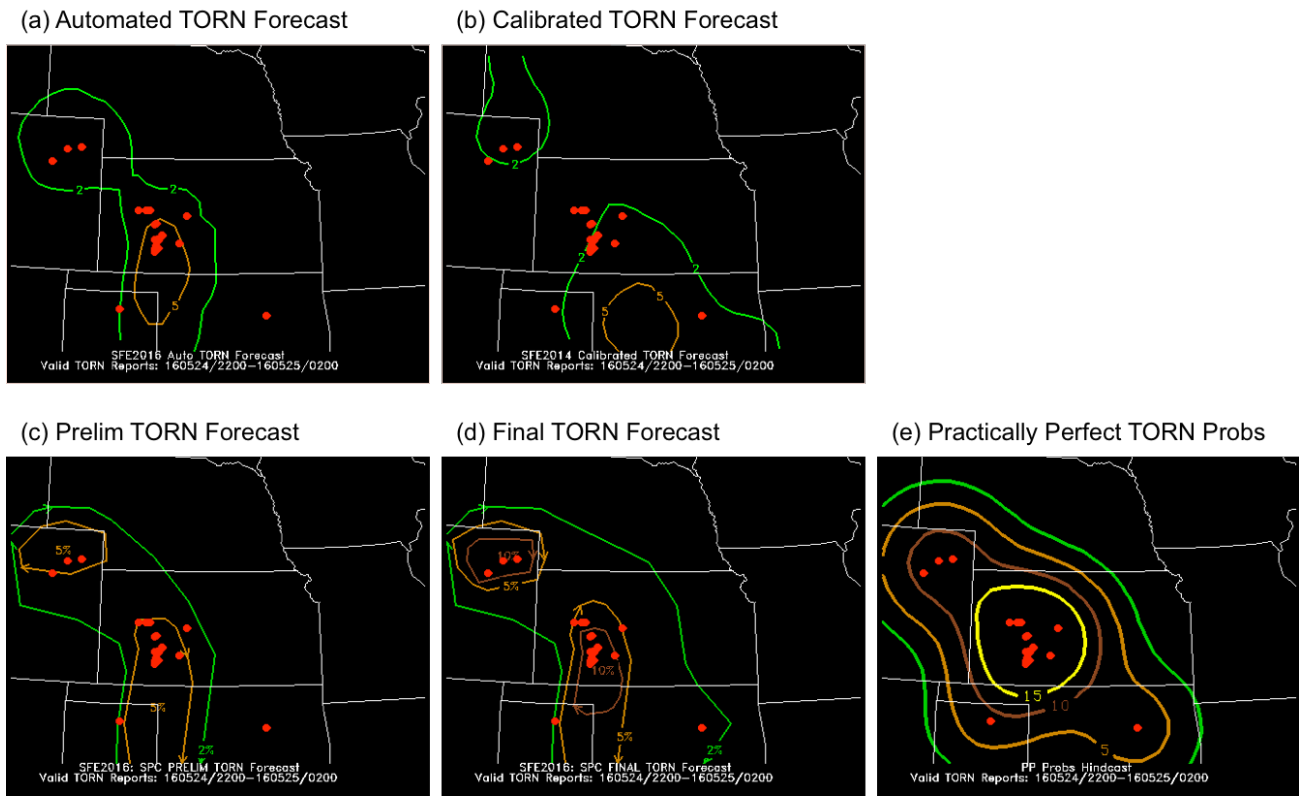 (a) Automated TORN Forecast
(b) Calibrated TORN Forecast
2
2
5
SFE2016 Auto TORN Forecast
Valid TORN Reports: 160524/2200-160525/0200
2
2
2
5
5
SFE2014 Calibrated TORN Forecast
Valid TORN Reports: 160524/2200-160525/0200
(c) Prelim TORN Forecast
(d) Final TORN Forecast
(e) Practically Perfect TORN Probs
5%
5%
2%
SFE2016: SPC PRELIM TORN Forecast
Valid TORN Reports: 160524/2200-160525/0200
10%
5%
10%
5%
2%
SFE2016: SPC FINAL TORN Forecast
Valid TORN Reports: 160524/2200-160525/0200
15
10
5
PP Probs Hindcast
Valid TORN Reports: 160524/2200-160525/0200